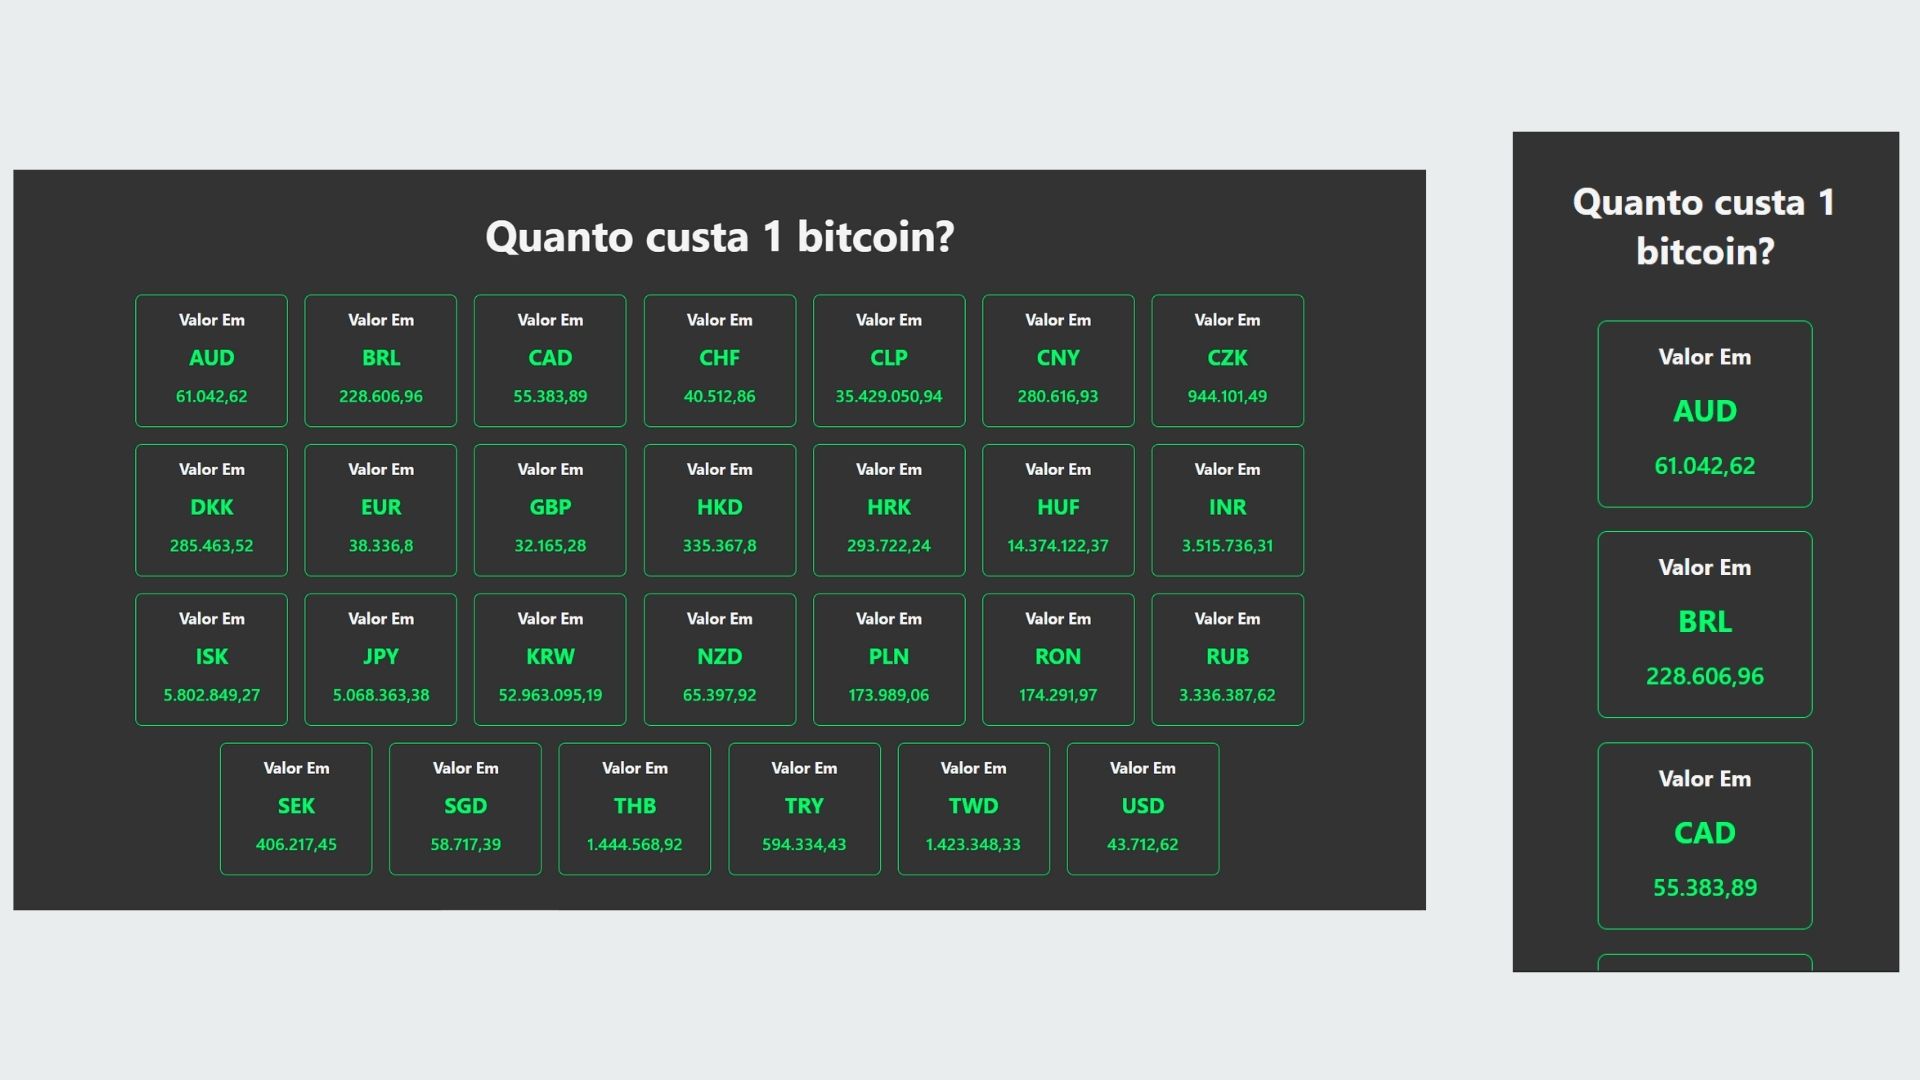 Quanto custa 1 bitcoin?
Valor Em
AUD
61.042,62
Valor Em
BRL
228.606,96
Valor Em
CAD
55.383,89
Valor Em
CHF
40.512,86
Valor Em
CLP
35.429.050,94
Valor Em
CNY
280.616,93
Valor Em
CZK
944.101,49
Valor Em
DKK
285.463,52
Valor Em
EUR
38.336,8
Valor Em
GBP
32.165,28
Valor Em
HKD
335.367,8
Valor Em
HRK
293.722,24
Valor Em
HUF
14.374.122,37
Valor Em
INR
3.515.736,31
Valor Em
ISK
5.802.849,27
Valor Em
JPY
5.068.363,38
Valor Em
KRW
52.963.095,19
Valor Em
NZD
65.397,92
Valor Em
PLN
173.989,06
Valor Em
RON
174.291,97
Valor Em
RUB
3.336.387,62
Valor Em
SEK
406.217,45
Valor Em
SGD
58.717,39
Valor Em
THB
1.444.568,92
Valor Em
TRY
594.334,43
Valor Em
TWD
1.423.348,33
Valor Em
USD
43.712,62
Quanto custa 1
bitcoin?
Valor Em
AUD
61.042,62
Valor Em
BRL
228.606,96
Valor Em
CAD
55.383,89